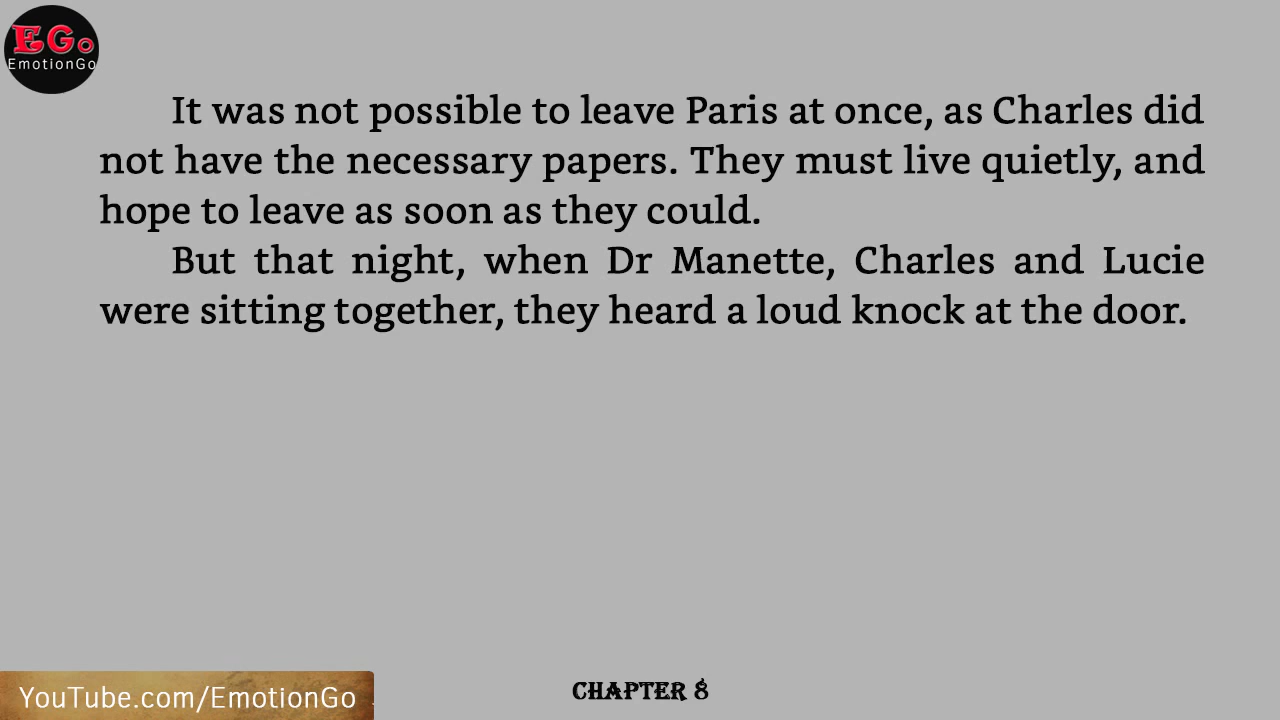 EGo
EmotionGo
It was not possible to leave Paris at once, as Charles did
not have the necessary papers. They must live quietly, and
hope to leave as soon as they could.
But that night, when Dr Manette, Charles and Lucie
were sitting together, they heard a loud knock at the door.
YouTube.com/EmotionGo
CHAPTER 8